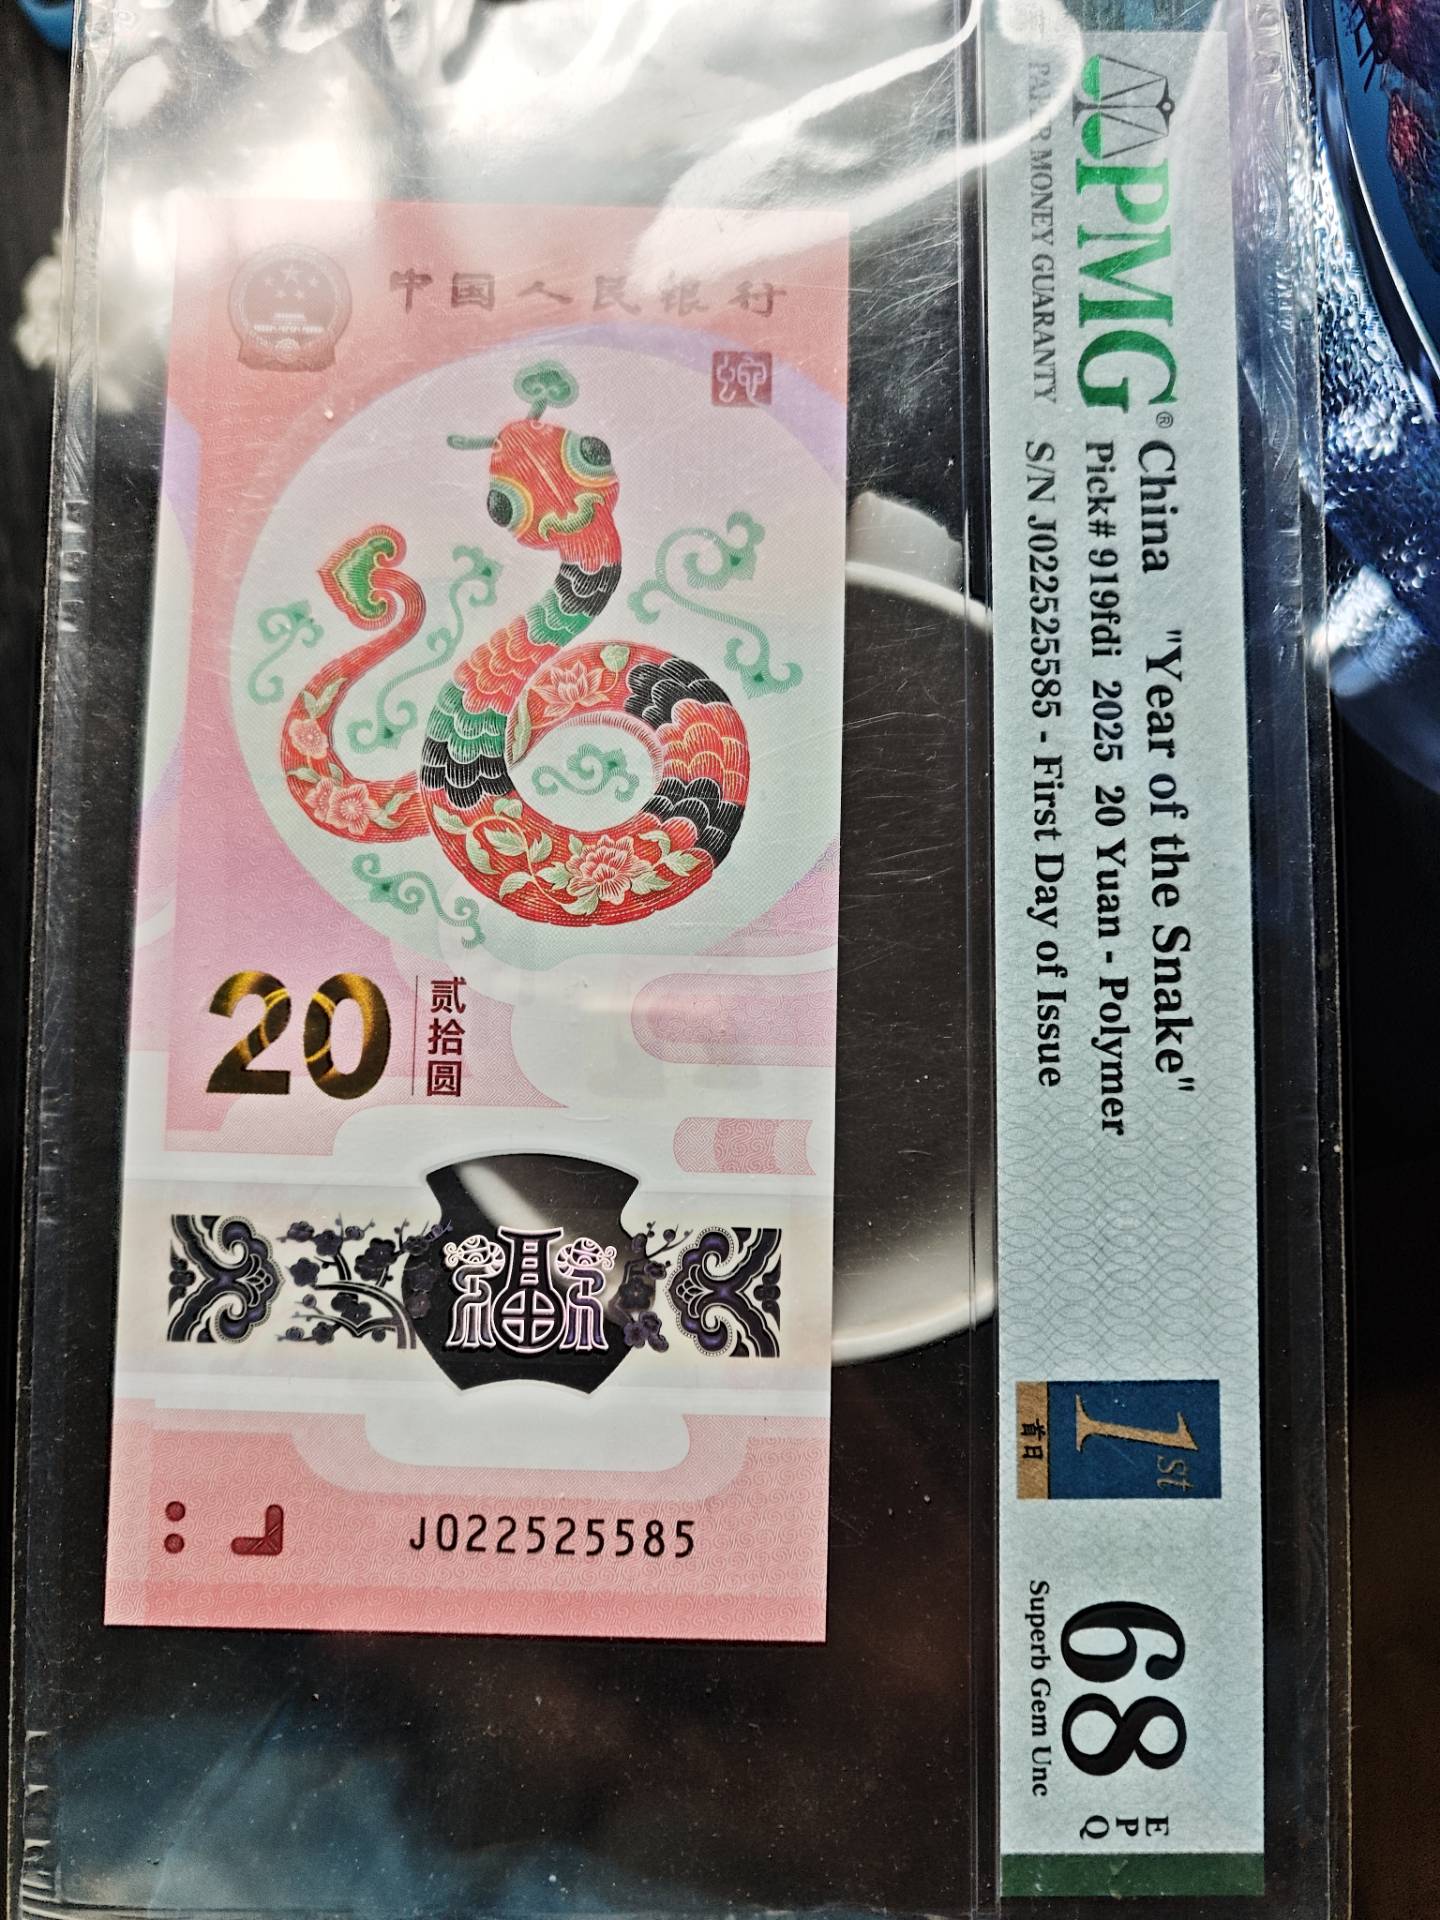 中国人民银行
20
贰拾圆
J022525585
PMG®
PAPER MONEY GUARANTY
China "Year of the Snake"
Pick# 919fdi 2025 20 Yuan - Polymer
S/N J022525585 - First Day of Issue
1st
首日
68
EPQ
Superb Gem Unc